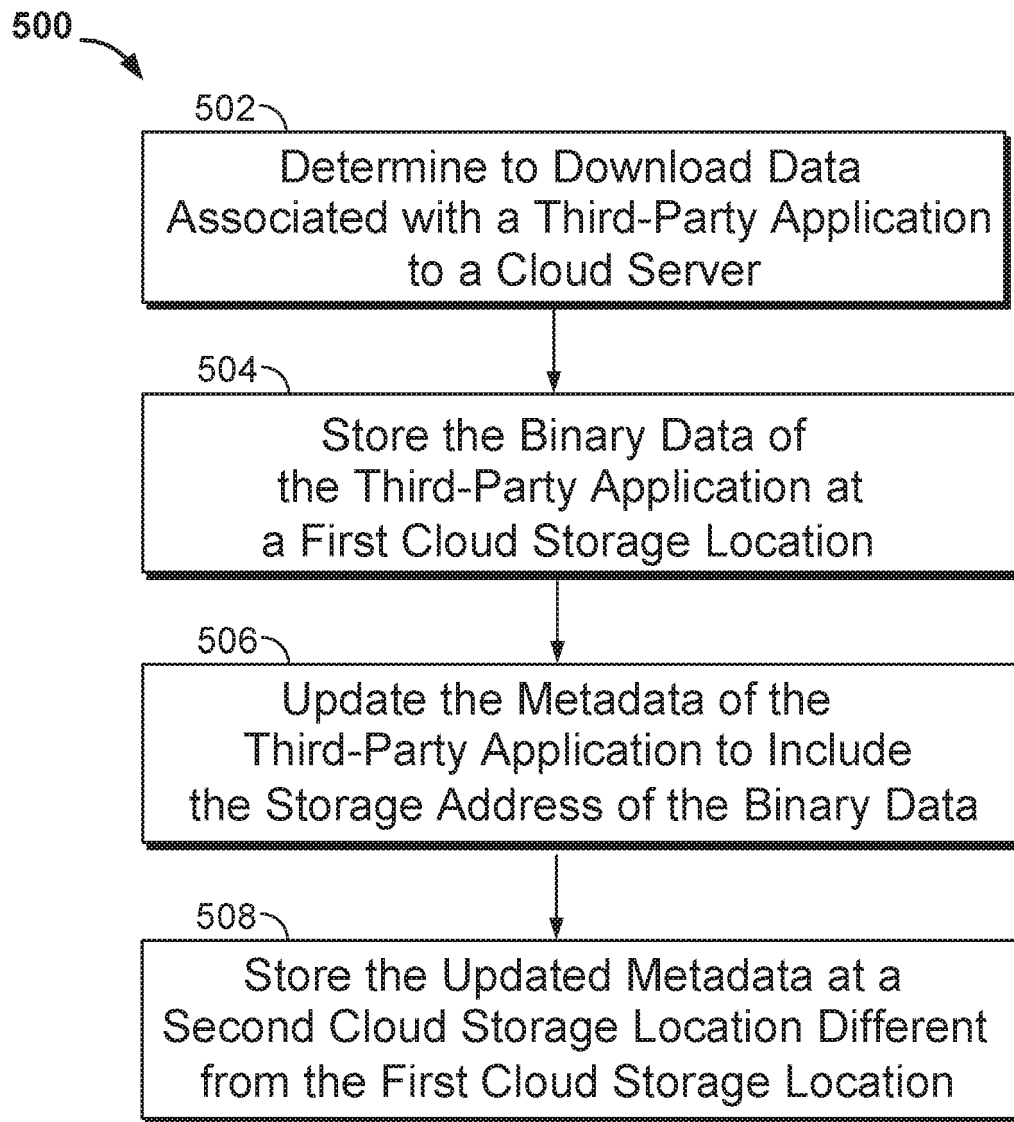 500
502
Determine to Download Data
Associated with a Third-Party Application
to a Cloud Server
504
Store the Binary Data of
the Third-Party Application at
a First Cloud Storage Location
506
Update the Metadata of the
Third-Party Application to Include
the Storage Address of the Binary Data
508
Store the Updated Metadata at a
Second Cloud Storage Location Different
from the First Cloud Storage Location